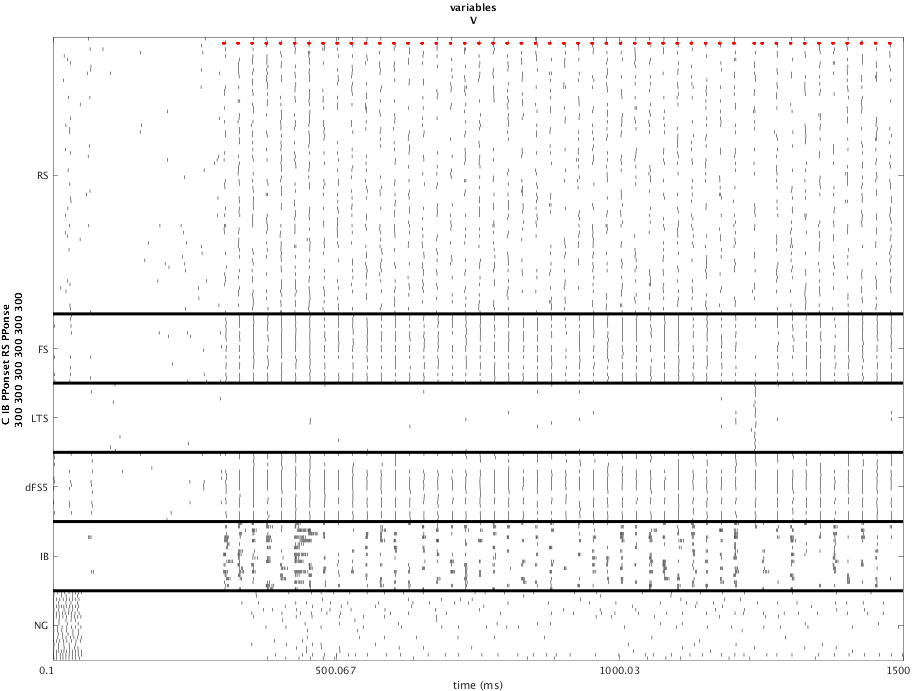 variables
V
C IB PPonset RS PPonse
300 300 300 300 300 300
RS
FS
LTS
dFS5
IB
NG
0.1
500.067
1000.03
1500
time (ms)